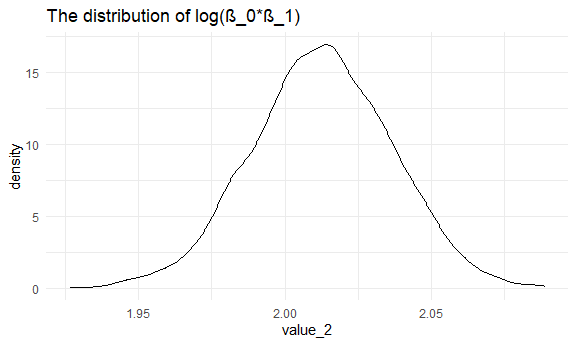 The distribution of log(ß_0*ß_1)
15
10
5
0
density
1.95
2.00
2.05
value_2